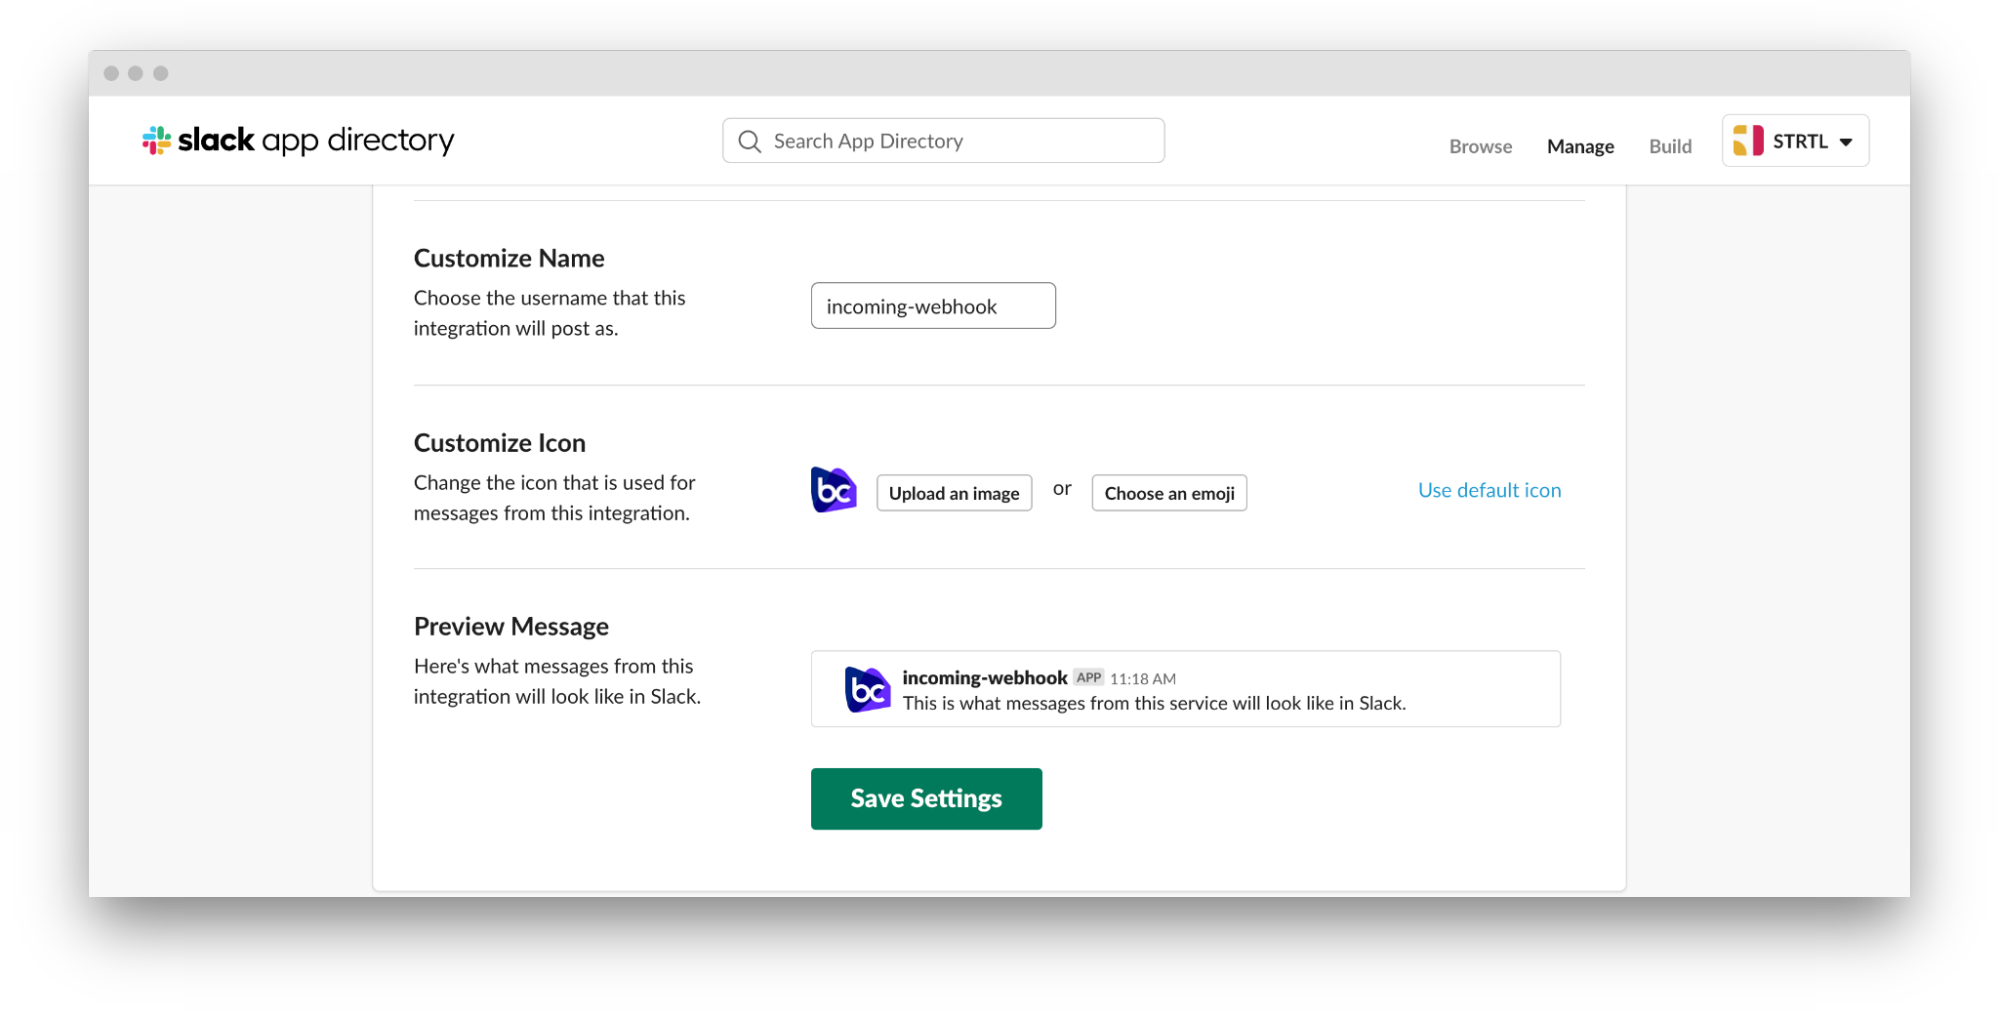 slack app directory
Search App Directory
Browse
Manage
Build
STRTL
Customize Name
Choose the username that this
integration will post as.
incoming-webhook
Customize Icon
Change the icon that is used for
messages from this integration.
bc
Upload an image
or
Choose an emoji
Use default icon
Preview Message
Here's what messages from this
integration will look like in Slack.
bc
incoming-webhook APP 11:18 AM
This is what messages from this service will look like in Slack.
Save Settings